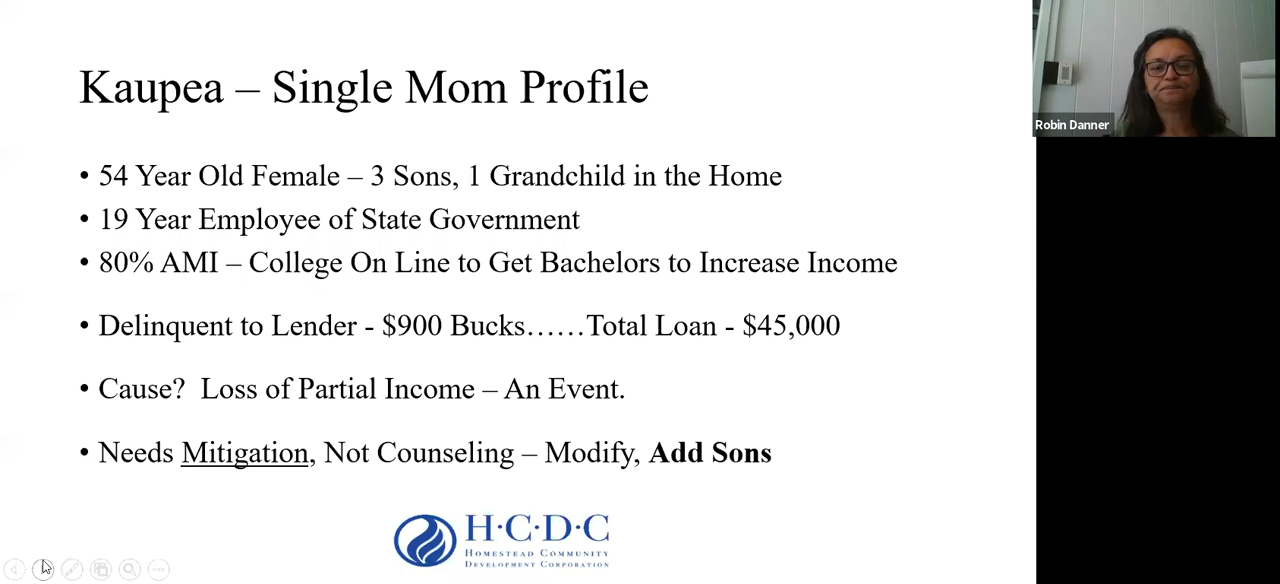 Kaupea – Single Mom Profile
Robin Danner
• 54 Year Old Female – 3 Sons, 1 Grandchild in the Home
• 19 Year Employee of State Government
• 80% AMI – College On Line to Get Bachelors to Increase Income
• Delinquent to Lender - $900 Bucks……Total Loan - $45,000
• Cause?  Loss of Partial Income – An Event.
• Needs Mitigation, Not Counseling – Modify, Add Sons
H·C·D·C
HOMESTEAD COMMUNITY
DEVELOPMENT CORPORATION